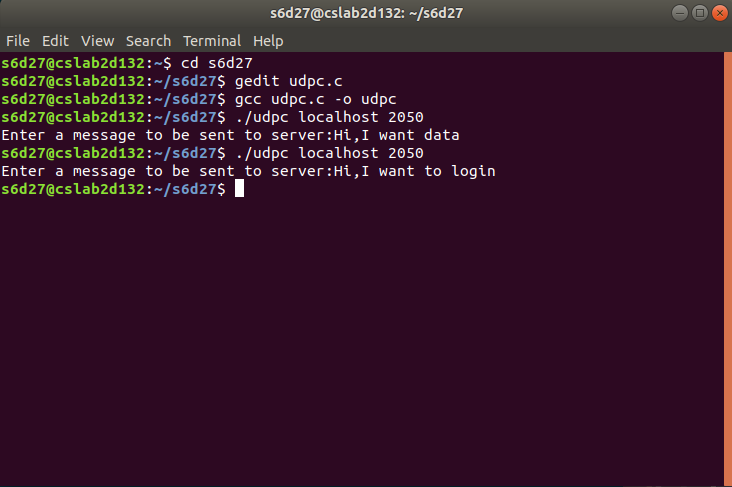 s6d27@cslab2d132: ~/s6d27
File Edit View Search Terminal Help
s6d27@cslab2d132:~$ cd s6d27
s6d27@cslab2d132:~/s6d27$ gedit udpc.c
s6d27@cslab2d132:~/s6d27$ gcc udpc.c -o udpc
s6d27@cslab2d132:~/s6d27$ ./udpc localhost 2050
Enter a message to be sent to server:Hi,I want data
s6d27@cslab2d132:~/s6d27$ ./udpc localhost 2050
Enter a message to be sent to server:Hi,I want to login
s6d27@cslab2d132:~/s6d27$